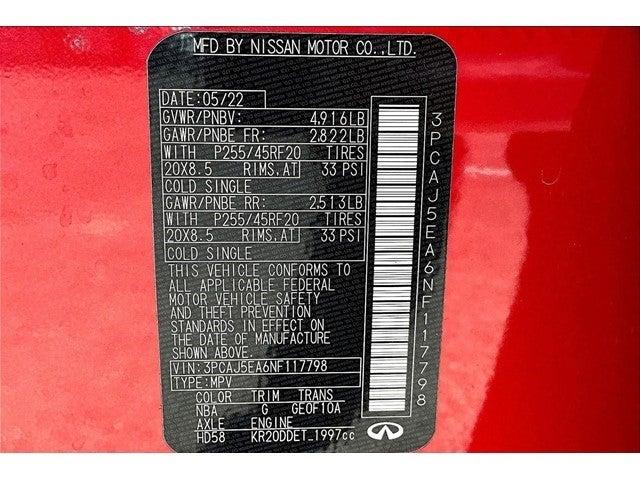 MFD BY NISSAN MOTOR CO.,LTD.
DATE:05/22
GVWR/PNBV: 4,916LB
GAWR/PNBE FR: 2,822LB
WITH P255/45RF20 TIRES
20X8.5 RIMS,AT 33 PSI
COLD SINGLE
GAWR/PNBE RR: 2,513LB
WITH P255/45RF20 TIRES
20X8.5 RIMS,AT 33 PSI
COLD SINGLE
THIS VEHICLE CONFORMS TO
ALL APPLICABLE FEDERAL
MOTOR VEHICLE SAFETY
AND THEFT PREVENTION
STANDARDS IN EFFECT ON
THE DATE OF MANUFACTURE
SHOWN ABOVE
VIN:3PCAJ5EA6NF117798
TYPE:MPV
COLOR TRIM TRANS
NBA G GE0F10A
AXLE ENGINE
HD58 KR20DDET_1997cc
3PCAJ5EA6NF117798